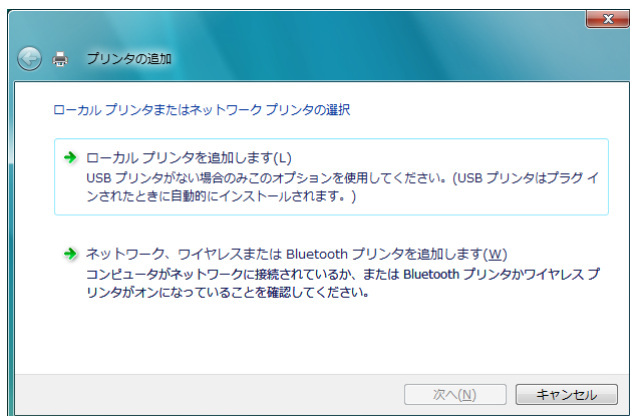 プリンタの追加
ローカル プリンタまたはネットワーク プリンタの選択
ローカル プリンタを追加します(L)
USB プリンタがない場合のみこのオプションを使用してください。(USB プリンタはプラグ イ
ンされたときに自動的にインストールされます。)
ネットワーク、ワイヤレスまたは Bluetooth プリンタを追加します(W)
コンピュータがネットワークに接続されているか、または Bluetooth プリンタかワイヤレス プ
リンタがオンになっていることを確認してください。
次へ(N)
キャンセル